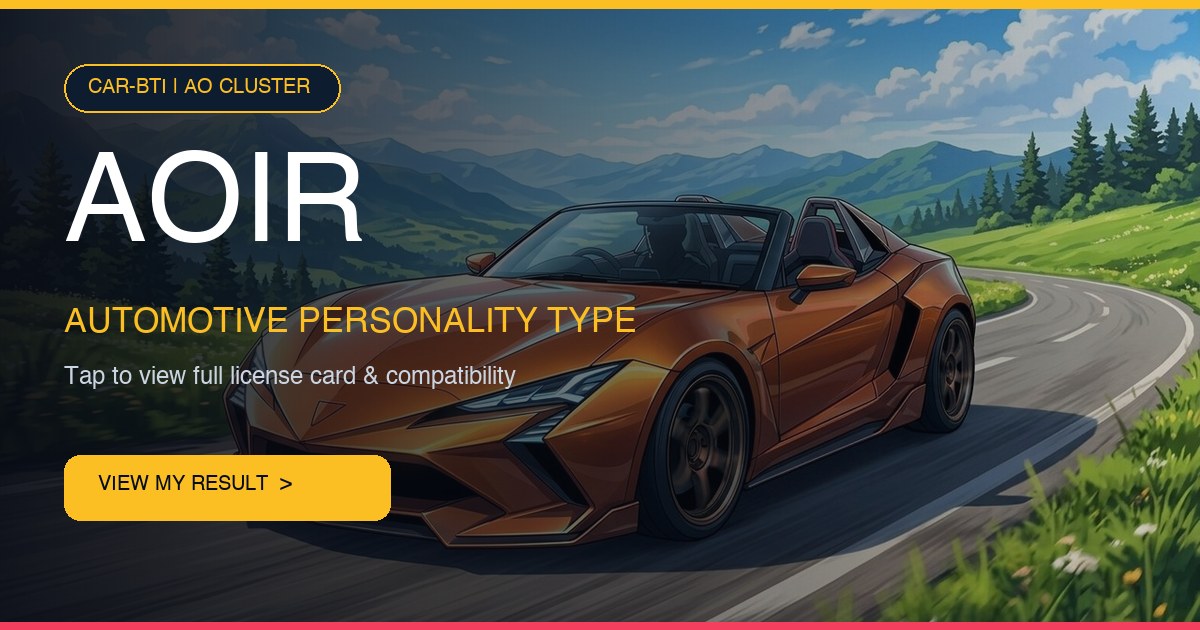 CAR-BTI | AO CLUSTER
AOIR
AUTOMOTIVE PERSONALITY TYPE
Tap to view full license card & compatibility
VIEW MY RESULT >